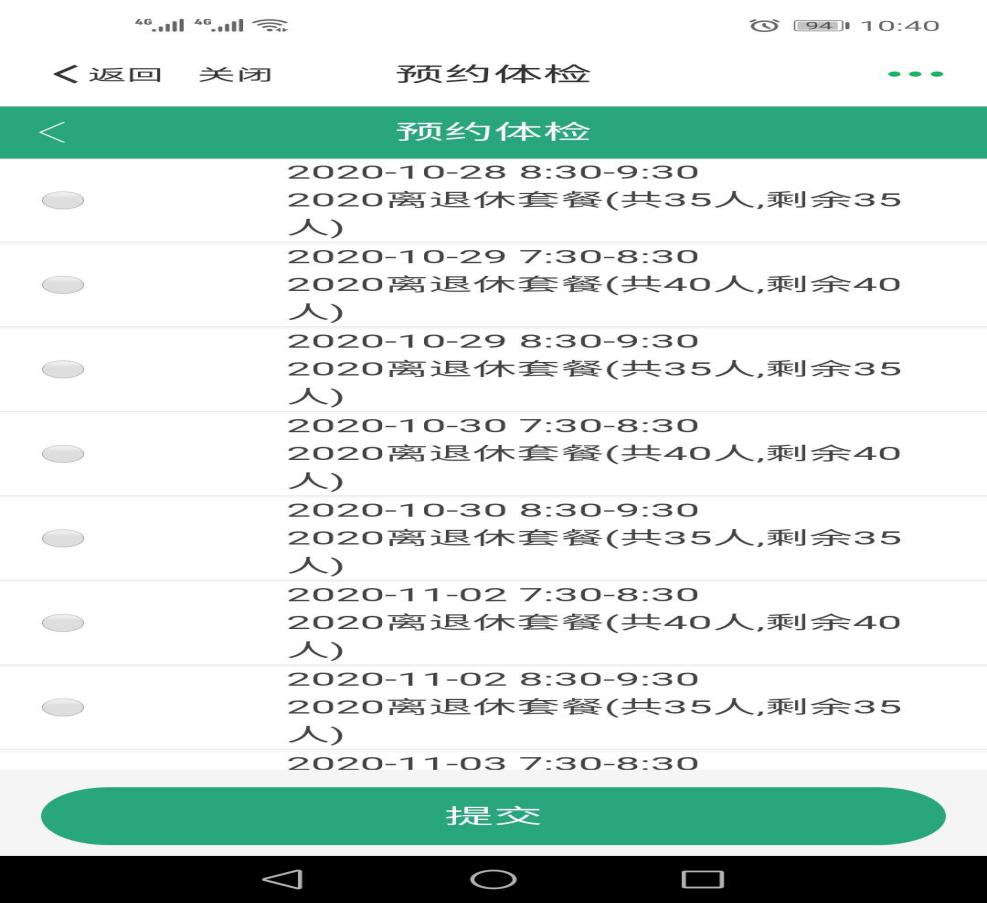 4G 4G 94 10:40
返回 关闭 预约体检
预约体检
2020-10-28 8:30-9:30
2020离退休套餐(共35人,剩余35
人)
2020-10-29 7:30-8:30
2020离退休套餐(共40人,剩余40
人)
2020-10-29 8:30-9:30
2020离退休套餐(共35人,剩余35
人)
2020-10-30 7:30-8:30
2020离退休套餐(共40人,剩余40
人)
2020-10-30 8:30-9:30
2020离退休套餐(共35人,剩余35
人)
2020-11-02 7:30-8:30
2020离退休套餐(共40人,剩余40
人)
2020-11-02 8:30-9:30
2020离退休套餐(共35人,剩余35
人)
2020-11-03 7:30-8:30
提交